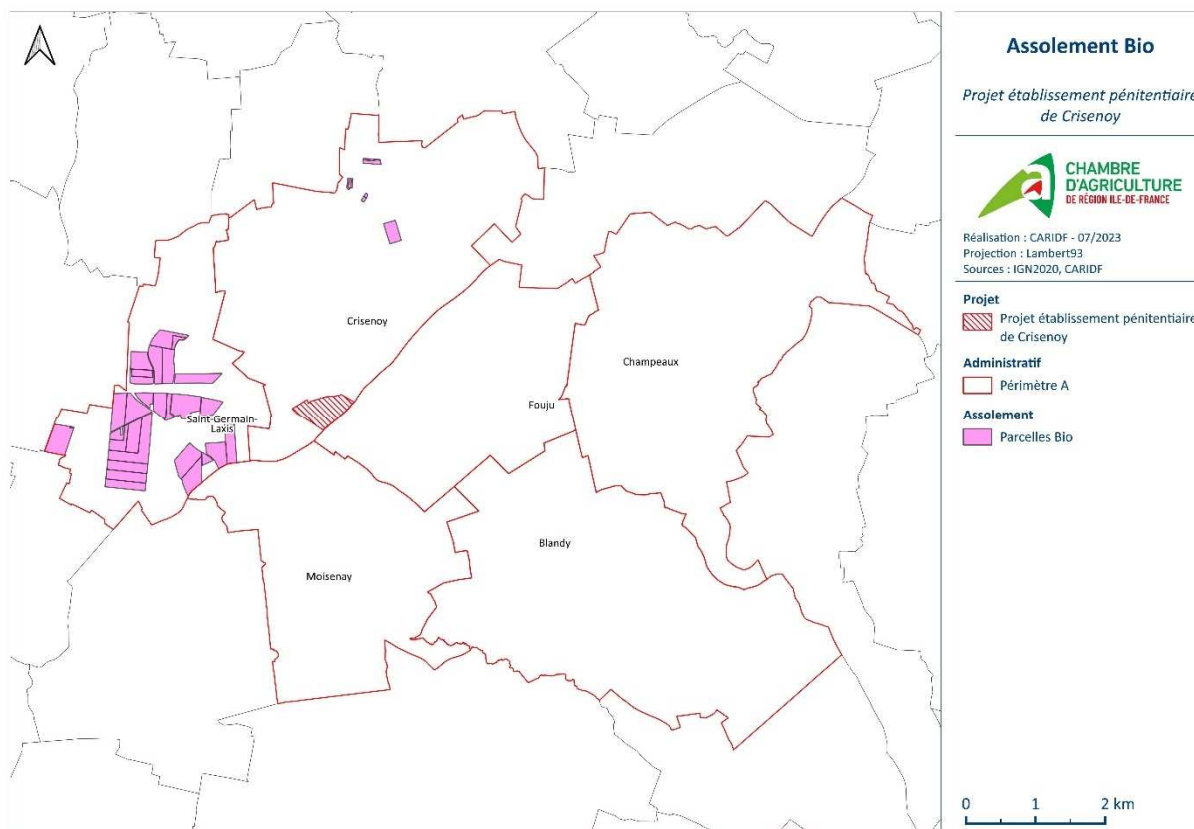 Assolement Bio
Projet établissement pénitentiaire
de Crisenoy
a
CHAMBRE
D'AGRICULTURE
DE RÉGION ILE-DE-FRANCE
Réalisation : CARIDF - 07/2023
Projection : Lambert93
Sources : IGN2020, CARIDF
Projet
Projet établissement pénitentiaire
de Crisenoy
Administratif
Périmètre A
Assolement
Parcelles Bio
0 1 2 km
Crisenoy
Champeaux
Fouju
Saint-Germain-
Laxis
Blandy
Moisenay